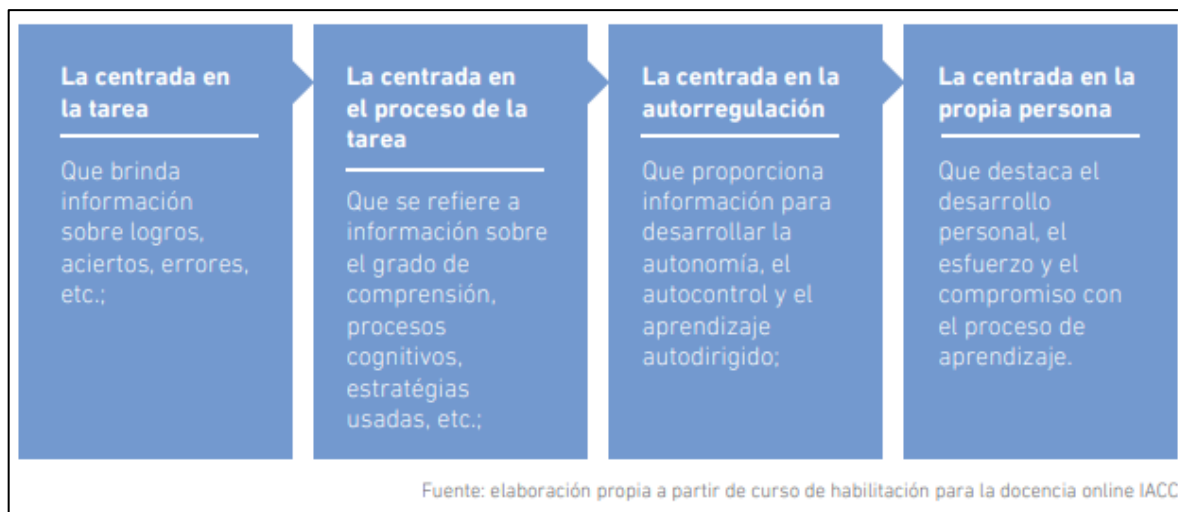 La centrada en
la tarea
Que brinda
información
sobre logros,
aciertos, errores,
etc.;
La centrada en
el proceso de la
tarea
Que se refiere a
información sobre
el grado de
comprensión,
procesos
cognitivos,
estratégias
usadas, etc.;
La centrada en la
autorregulación
Que proporciona
información para
desarrollar la
autonomía, el
autocontrol y el
aprendizaje
autodirigido;
La centrada en la
propia persona
Que destaca el
desarrollo
personal, el
esfuerzo y el
compromiso con
el proceso de
aprendizaje.
Fuente: elaboración propia a partir de curso de habilitación para la docencia online IACC